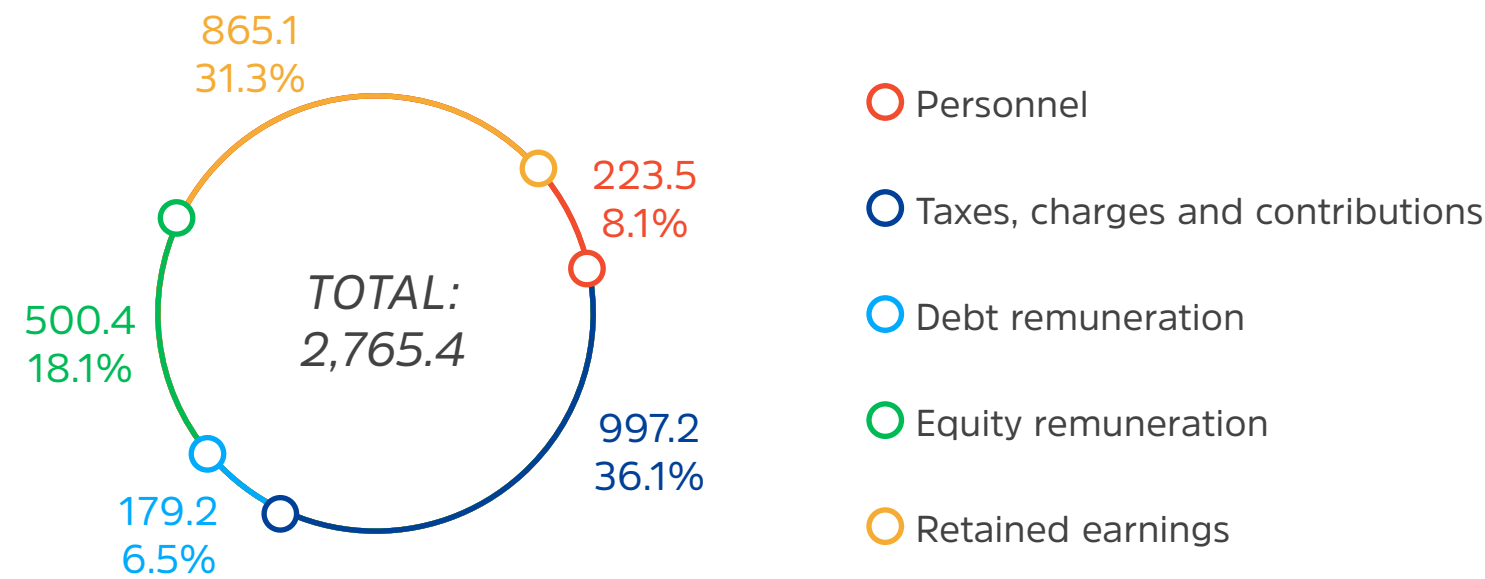 865.1
31.3%
223.5
8.1%
TOTAL:
2,765.4
500.4
18.1%
997.2
36.1%
179.2
6.5%
Personnel
Taxes, charges and contributions
Debt remuneration
Equity remuneration
Retained earnings